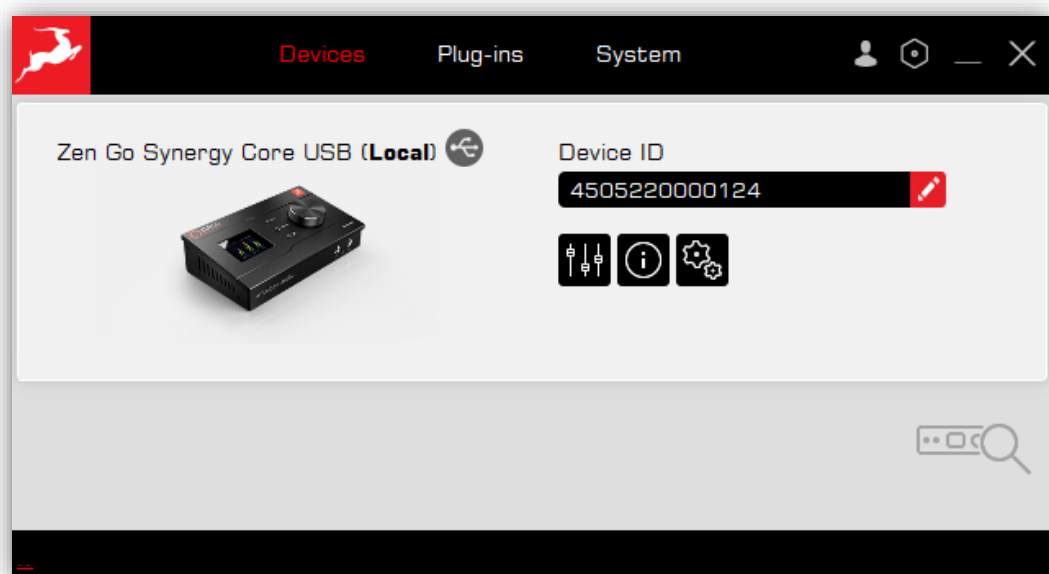 Devices Plug-ins System
Zen Go Synergy Core USB (Local)
Device ID
4505220000124